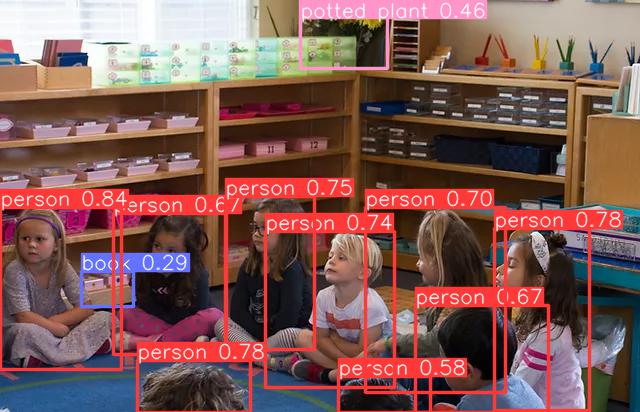 potted plant 0.46
person 0.84
person 0.67
person 0.75
person 0.74
person 0.70
person 0.78
book 0.29
person 0.67
person 0.78
person 0.58
11
12